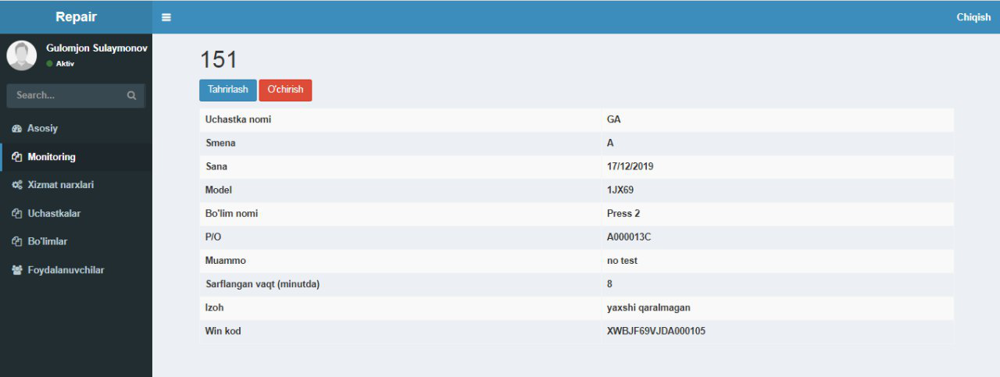 Repair
Chiqish
Gulomjon Sulaymonov
Aktiv
Search...
Asosiy
Monitoring
Xizmat narxlari
Uchastkalar
Bo'limlar
Foydalanuvchilar
151
Tahrirlash O'chirish
Uchastka nomi GA
Smena A
Sana 17/12/2019
Model 1JX69
Bo'lim nomi Press 2
P/O A000013C
Muammo no test
Sarflangan vaqt (minutda) 8
Izoh yaxshi qaralmagan
Win kod XWBJF69VJDA000105